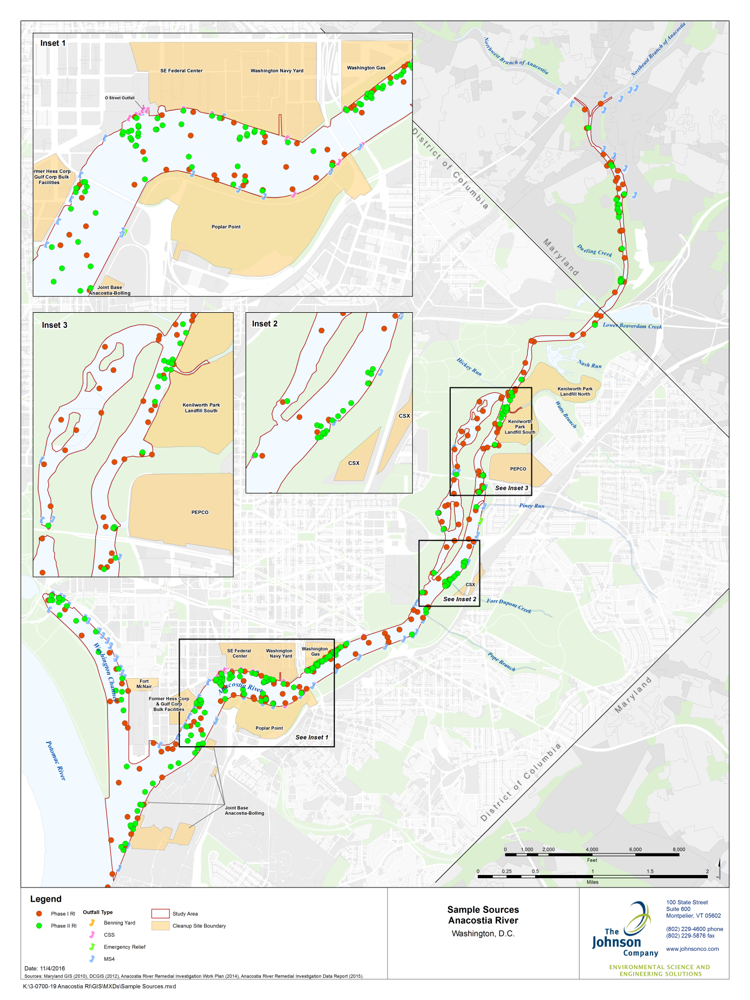 Inset 1
SE Federal Center
Washington Navy Yard
Washington Gas
O Street Outfall
rmer Hess Corp
Gulf Corp Bulk
Facilities
Poplar Point
Joint Base
Anacostia-Bolling
Inset 3
Kenilworth Park
Landfill South
PEPCO
Inset 2
CSX
CSX
Northwest Branch of Anacostia
Northeast Branch of Anacostia
District of Columbia
Maryland
Dueling Creek
Lower Beaverdam Creek
Nash Run
Hickey Run
Kenilworth Park
Landfill North
Watts Branch
Kenilworth
Park
Landfill South
PEPCO
See Inset 3
Piney Run
CSX
See Inset 2
Fort Dupont Creek
Pope Branch
Washington Channel
SE Federal
Center
Washington
Navy Yard
Washington
Gas
Fort
McNair
Anacostia River
Former Hess Corp
& Gulf Corp
Bulk Facilities
Poplar Point
See Inset 1
Potomac River
Joint Base
Anacostia-Bolling
Maryland
District of Columbia
0 1,000 2,000 4,000 6,000 8,000
Feet
0 0.25 0.5 1 1.5 2
Miles
N
Legend
Phase I RI
Phase II RI
Outfall Type
Benning Yard
CSS
Emergency Relief
MS4
Study Area
Cleanup Site Boundary
Date: 11/4/2016
Sources: Maryland GIS (2010), DCGIS (2012), Anacostia River Remedial Investigation Work Plan (2014), Anacostia River Remedial Investigation Data Report (2015).
Sample Sources
Anacostia River
Washington, D.C.
The
Johnson
Company
100 State Street
Suite 600
Montpelier, VT 05602
(802) 229-4600 phone
(802) 229-5876 fax
www.johnsonco.com
ENVIRONMENTAL SCIENCE AND
ENGINEERING SOLUTIONS
K:\3-0700-19 Anacostia RI\GIS\MXDs\Sample Sources.mxd